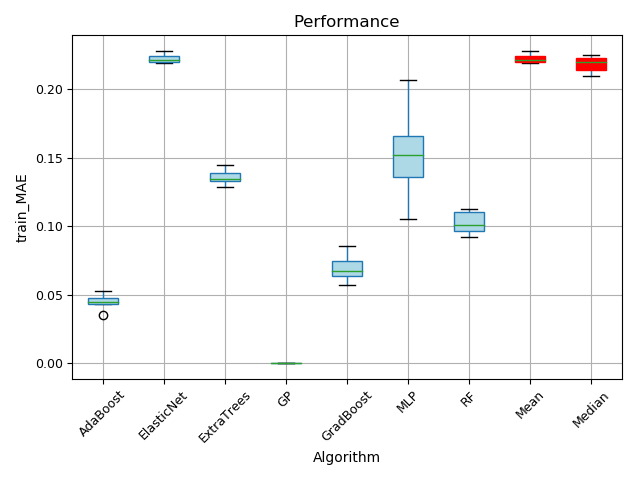 Performance
train_MAE
0.20
0.15
0.10
0.05
0.00
AdaBoost
ElasticNet
ExtraTrees
GP
GradBoost
MLP
RF
Mean
Median
Algorithm